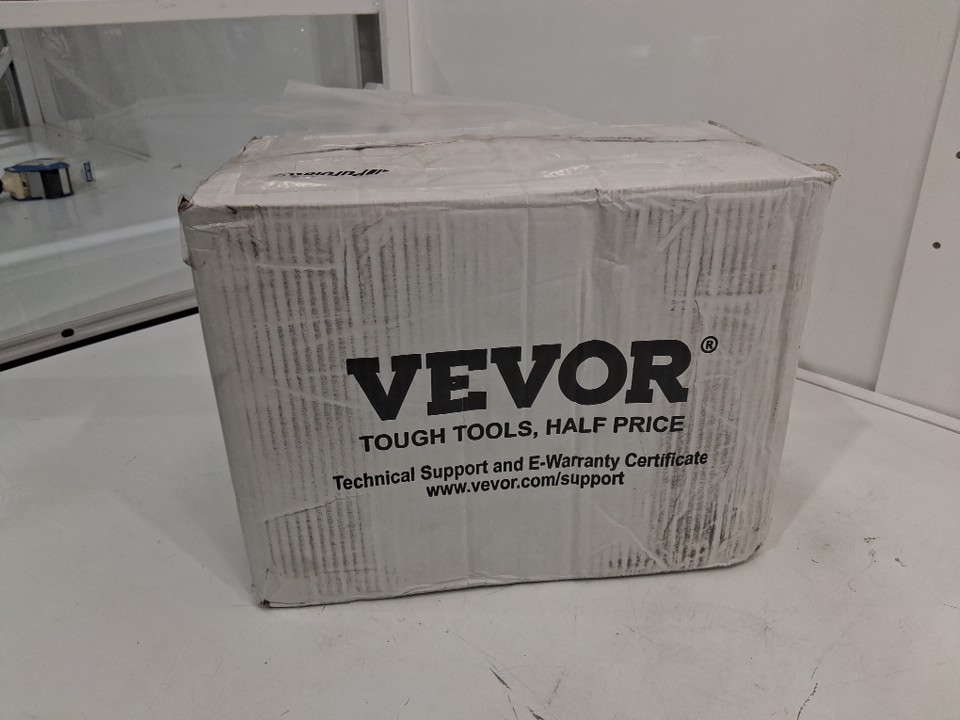 VEVOR®
TOUGH TOOLS, HALF PRICE
Technical Support and E-Warranty Certificate
www.vevor.com/support